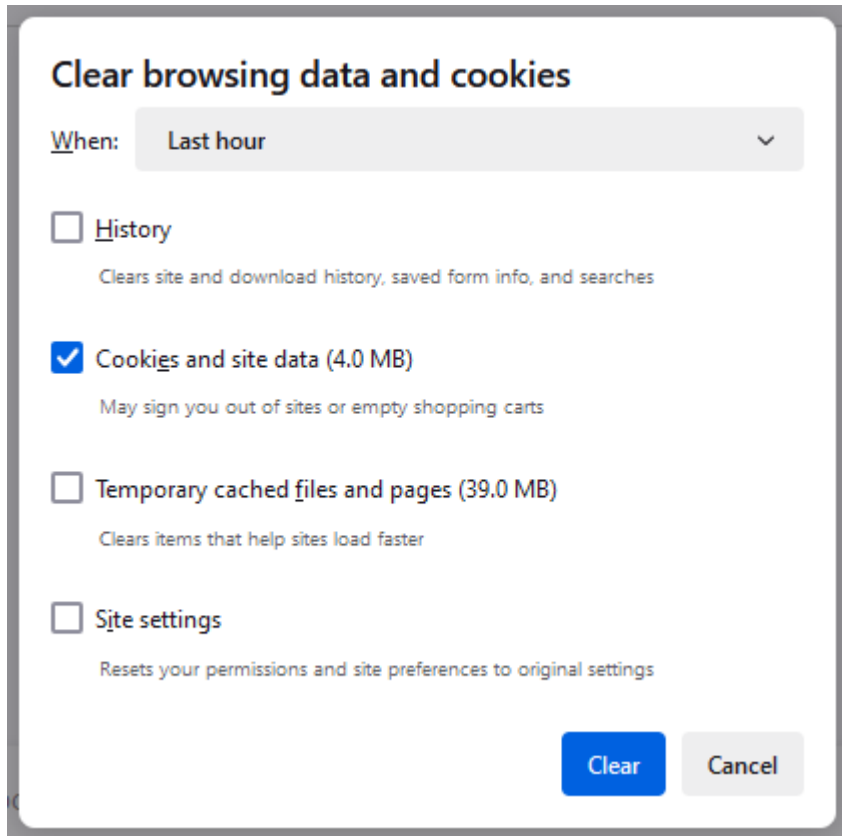 Clear browsing data and cookies
When: Last hour
History
Clears site and download history, saved form info, and searches
Cookies and site data (4.0 MB)
May sign you out of sites or empty shopping carts
Temporary cached files and pages (39.0 MB)
Clears items that help sites load faster
Site settings
Resets your permissions and site preferences to original settings
Clear Cancel